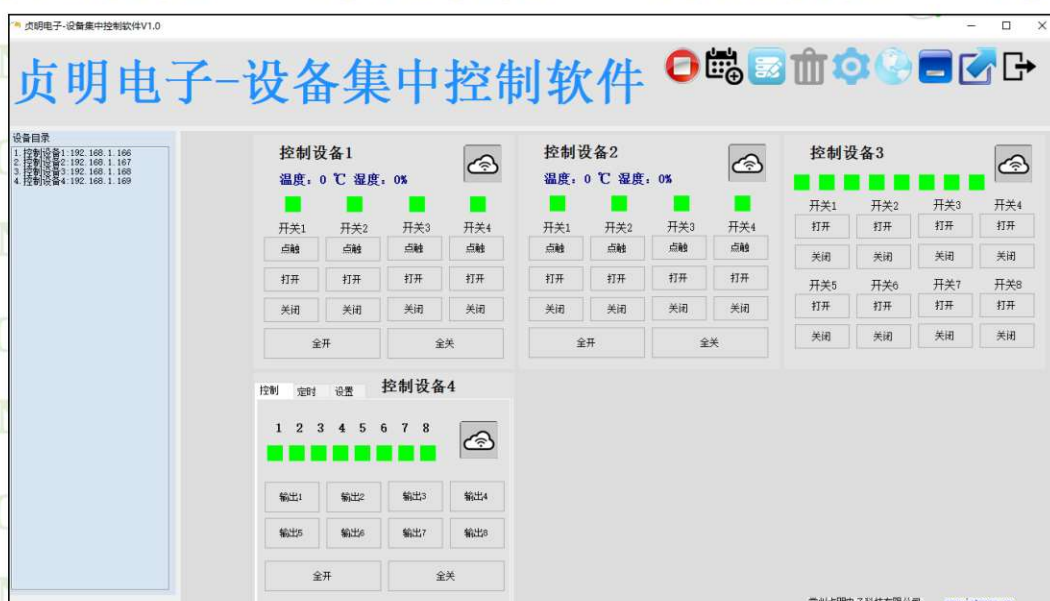 贞明电子-设备集中控制软件V1.0
贞明电子-设备集中控制软件
设备目录
1.控制设备1:192.168.1.166
2.控制设备2:192.168.1.167
3.控制设备3:192.168.1.168
4.控制设备4:192.168.1.169
控制设备1
温度: 0 ℃ 湿度: 0%
开关1 开关2 开关3 开关4
点触 点触 点触 点触
打开 打开 打开 打开
关闭 关闭 关闭 关闭
全开 全关
控制设备2
温度: 0 ℃ 湿度: 0%
开关1 开关2 开关3 开关4
点触 点触 点触 点触
打开 打开 打开 打开
关闭 关闭 关闭 关闭
全开 全关
控制设备3
开关1 开关2 开关3 开关4
打开 打开 打开 打开
关闭 关闭 关闭 关闭
开关5 开关6 开关7 开关8
打开 打开 打开 打开
关闭 关闭 关闭 关闭
控制 定时 设置 控制设备4
1 2 3 4 5 6 7 8
输出1 输出2 输出3 输出4
输出5 输出6 输出7 输出8
全开 全关